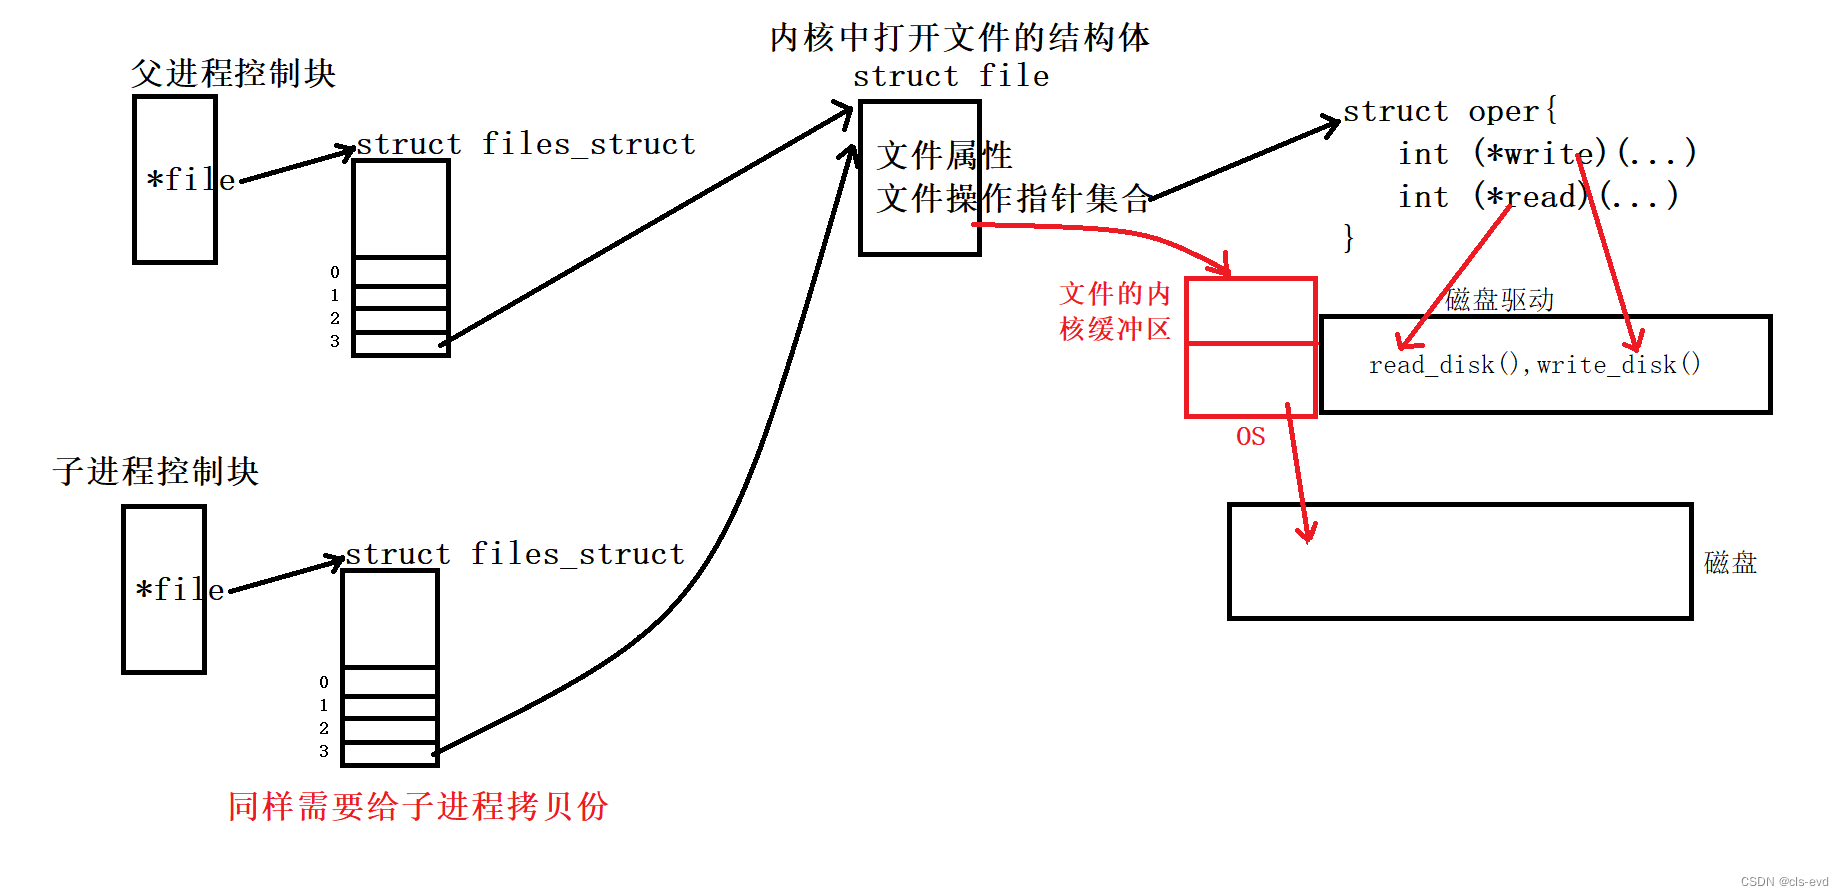 内核中打开文件的结构体
struct file
父进程控制块
*file
struct files_struct
0
1
2
3
文件属性
文件操作指针集合
struct oper{
int (*write)(...)
int (*read)(...)
}
文件的内
核缓冲区
OS
磁盘驱动
read_disk(),write_disk()
磁盘
子进程控制块
*file
struct files_struct
0
1
2
3
同样需要给子进程拷贝份
CSDN @cls-evd